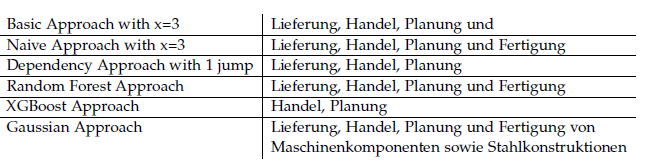 Basic Approach with x=3 Lieferung, Handel, Planung und
Naive Approach with x=3 Lieferung, Handel, Planung und Fertigung
Dependency Approach with 1 jump Lieferung, Handel, Planung
Random Forest Approach Lieferung, Handel, Planung und Fertigung
XGBoost Approach Handel, Planung
Gaussian Approach Lieferung, Handel, Planung und Fertigung von
Maschinenkomponenten sowie Stahlkonstruktionen